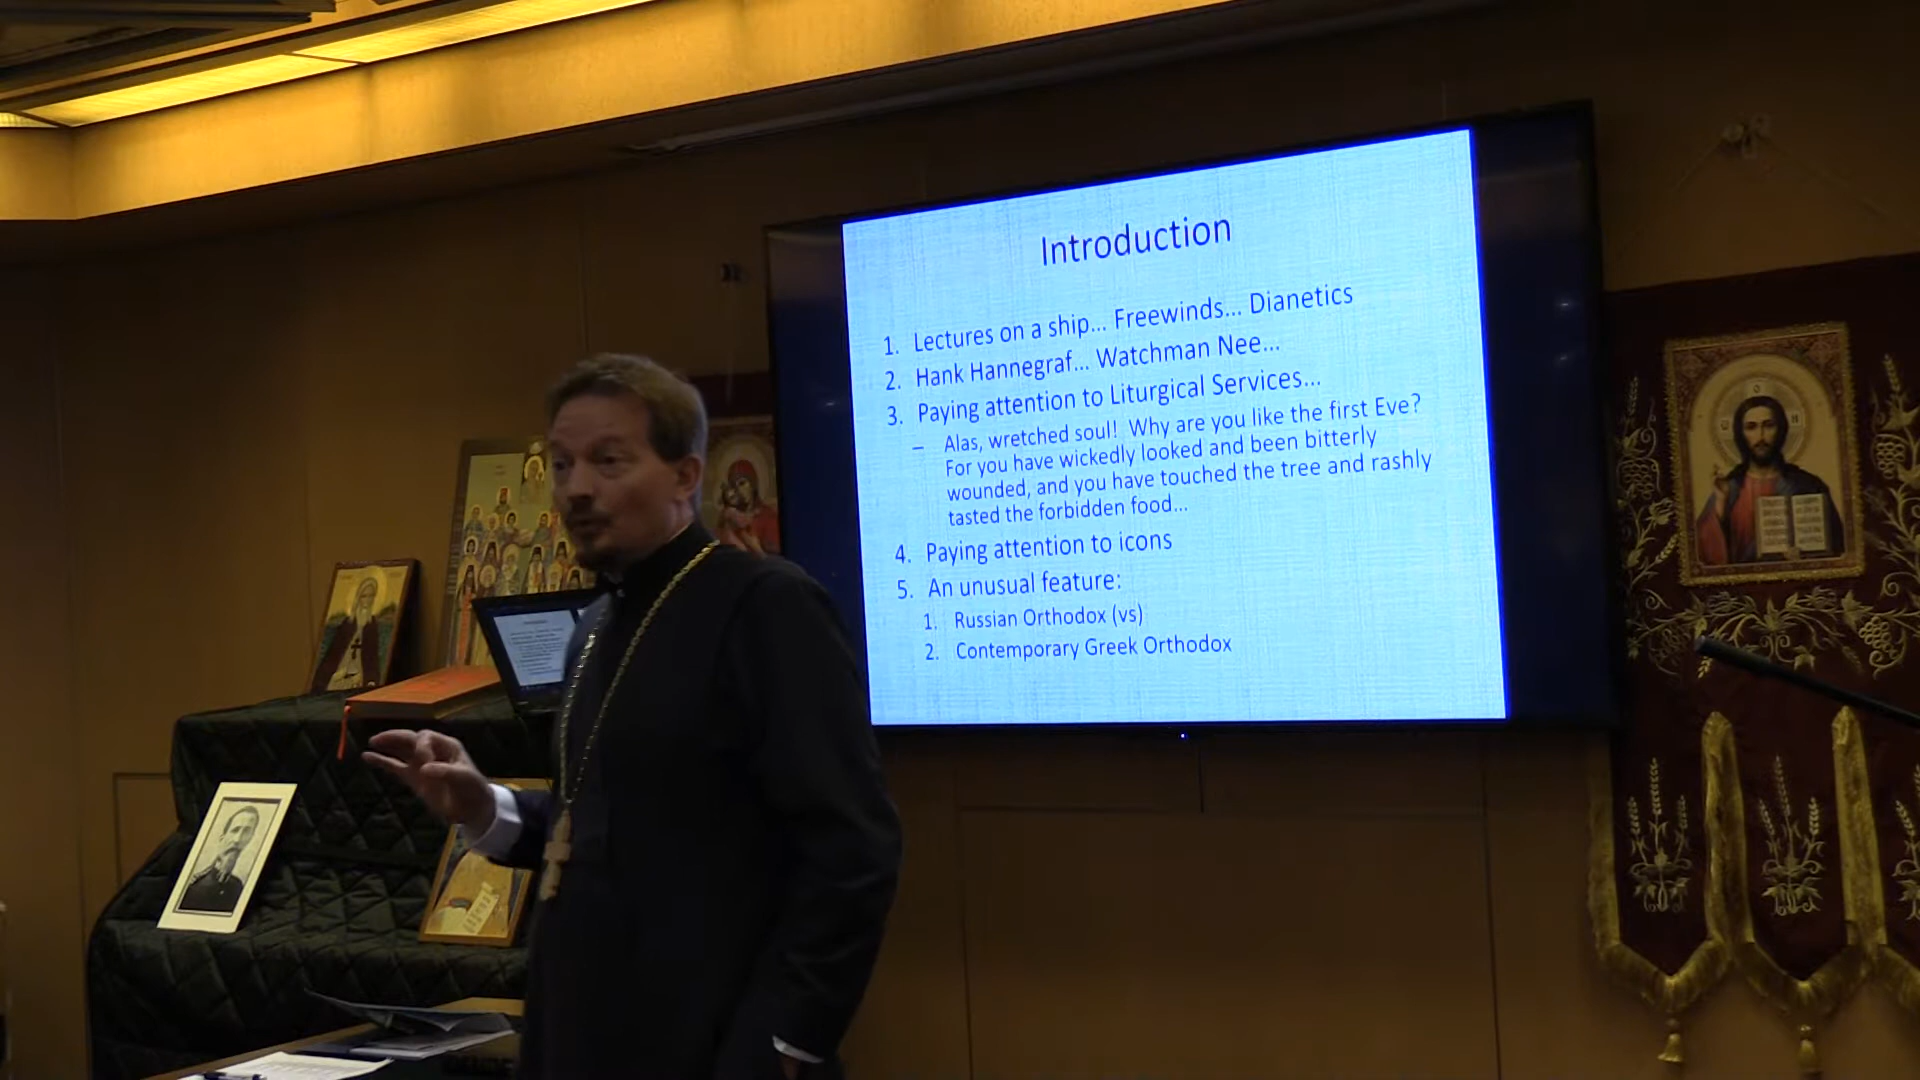 Introduction
1. Lectures on a ship... Freewinds... Dianetics
2. Hank Hannegraf... Watchman Nee...
3. Paying attention to Liturgical Services...
– Alas, wretched soul! Why are you like the first Eve?
For you have wickedly looked and been bitterly
wounded, and you have touched the tree and rashly
tasted the forbidden food...
4. Paying attention to icons
5. An unusual feature:
1. Russian Orthodox (vs)
2. Contemporary Greek Orthodox